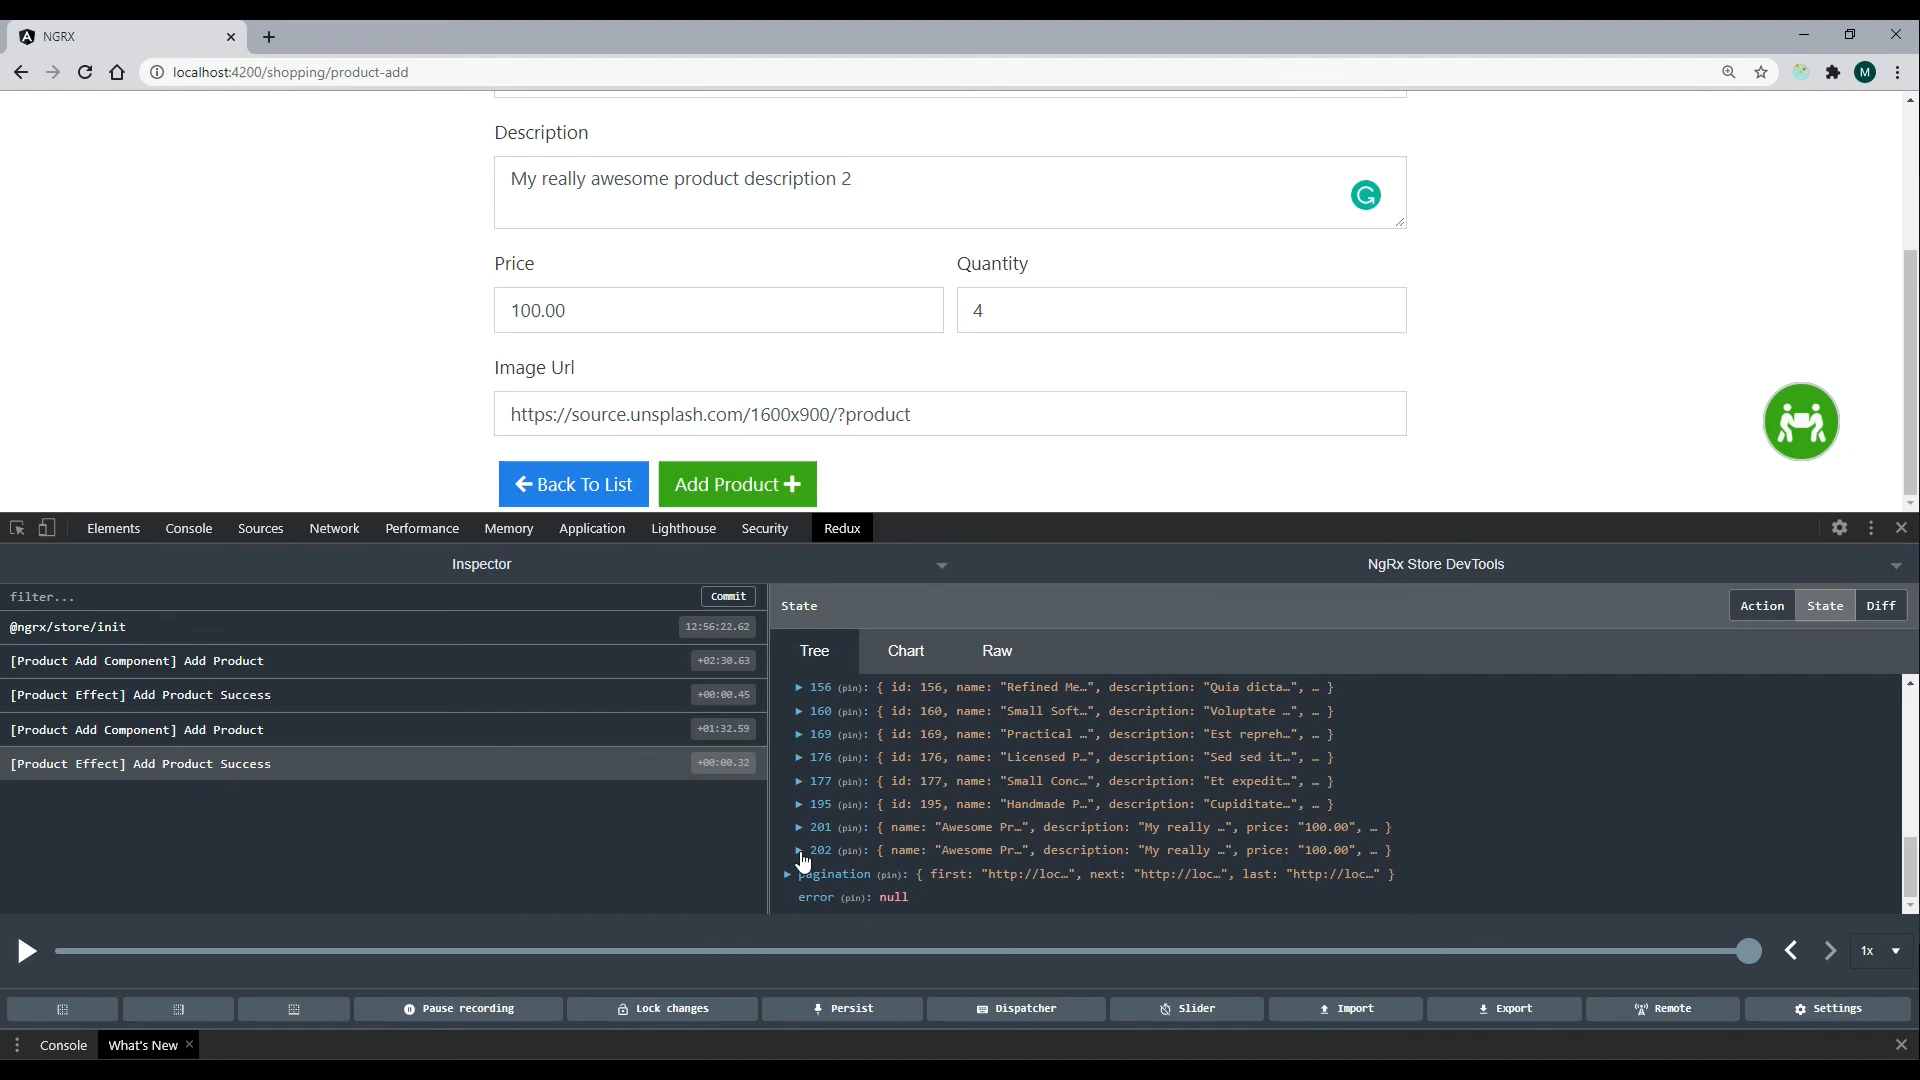 NGRX
localhost:4200/shopping/product-add
M
Description
My really awesome product description 2
Price
Quantity
100.00
4
Image Url
https://source.unsplash.com/1600x900/?product
Back To List
Add Product
Elements Console Sources Network Performance Memory Application Lighthouse Security Redux
Inspector
NgRx Store DevTools
filter...
Commit
@ngrx/store/init 12:56:22.62
[Product Add Component] Add Product +02:30.63
[Product Effect] Add Product Success +00:00.45
[Product Add Component] Add Product +01:32.59
[Product Effect] Add Product Success +00:00.32
State
Action State Diff
Tree Chart Raw
156 (pin): { id: 156, name: "Refined Me…", description: "Quia dicta…", … }
160 (pin): { id: 160, name: "Small Soft…", description: "Voluptate …", … }
169 (pin): { id: 169, name: "Practical …", description: "Est repreh…", … }
176 (pin): { id: 176, name: "Licensed P…", description: "Sed sed it…", … }
177 (pin): { id: 177, name: "Small Conc…", description: "Et expedit…", … }
195 (pin): { id: 195, name: "Handmade P…", description: "Cupiditate…", … }
201 (pin): { name: "Awesome Pr…", description: "My really …", price: "100.00", … }
202 (pin): { name: "Awesome Pr…", description: "My really …", price: "100.00", … }
pagination (pin): { first: "http://loc…", next: "http://loc…", last: "http://loc…" }
error (pin): null
1x
Pause recording Lock changes Persist Dispatcher Slider Import Export Remote Settings
Console What's New